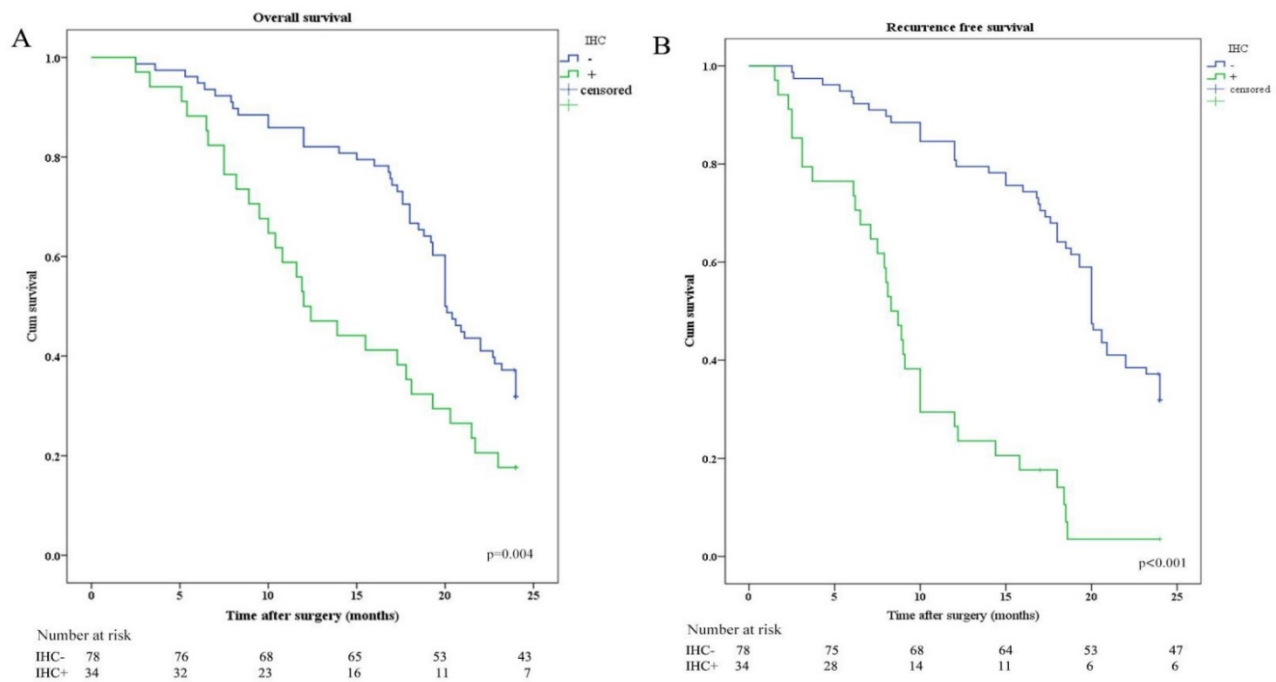 A
Overall survival
IHC
-
+
censored
Cum survival
1.0
0.8
0.6
0.4
0.2
0.0
p=0.004
0 5 10 15 20 25
Time after surgery (months)
Number at risk
IHC- 78 76 68 65 53 43
IHC+ 34 32 23 16 11 7
B
Recurrence free survival
IHC
-
+
censored
Cum survival
1.0
0.8
0.6
0.4
0.2
0.0
p<0.001
0 5 10 15 20 25
Time after surgery (months)
Number at risk
IHC- 78 75 68 64 53 47
IHC+ 34 28 14 11 6 6